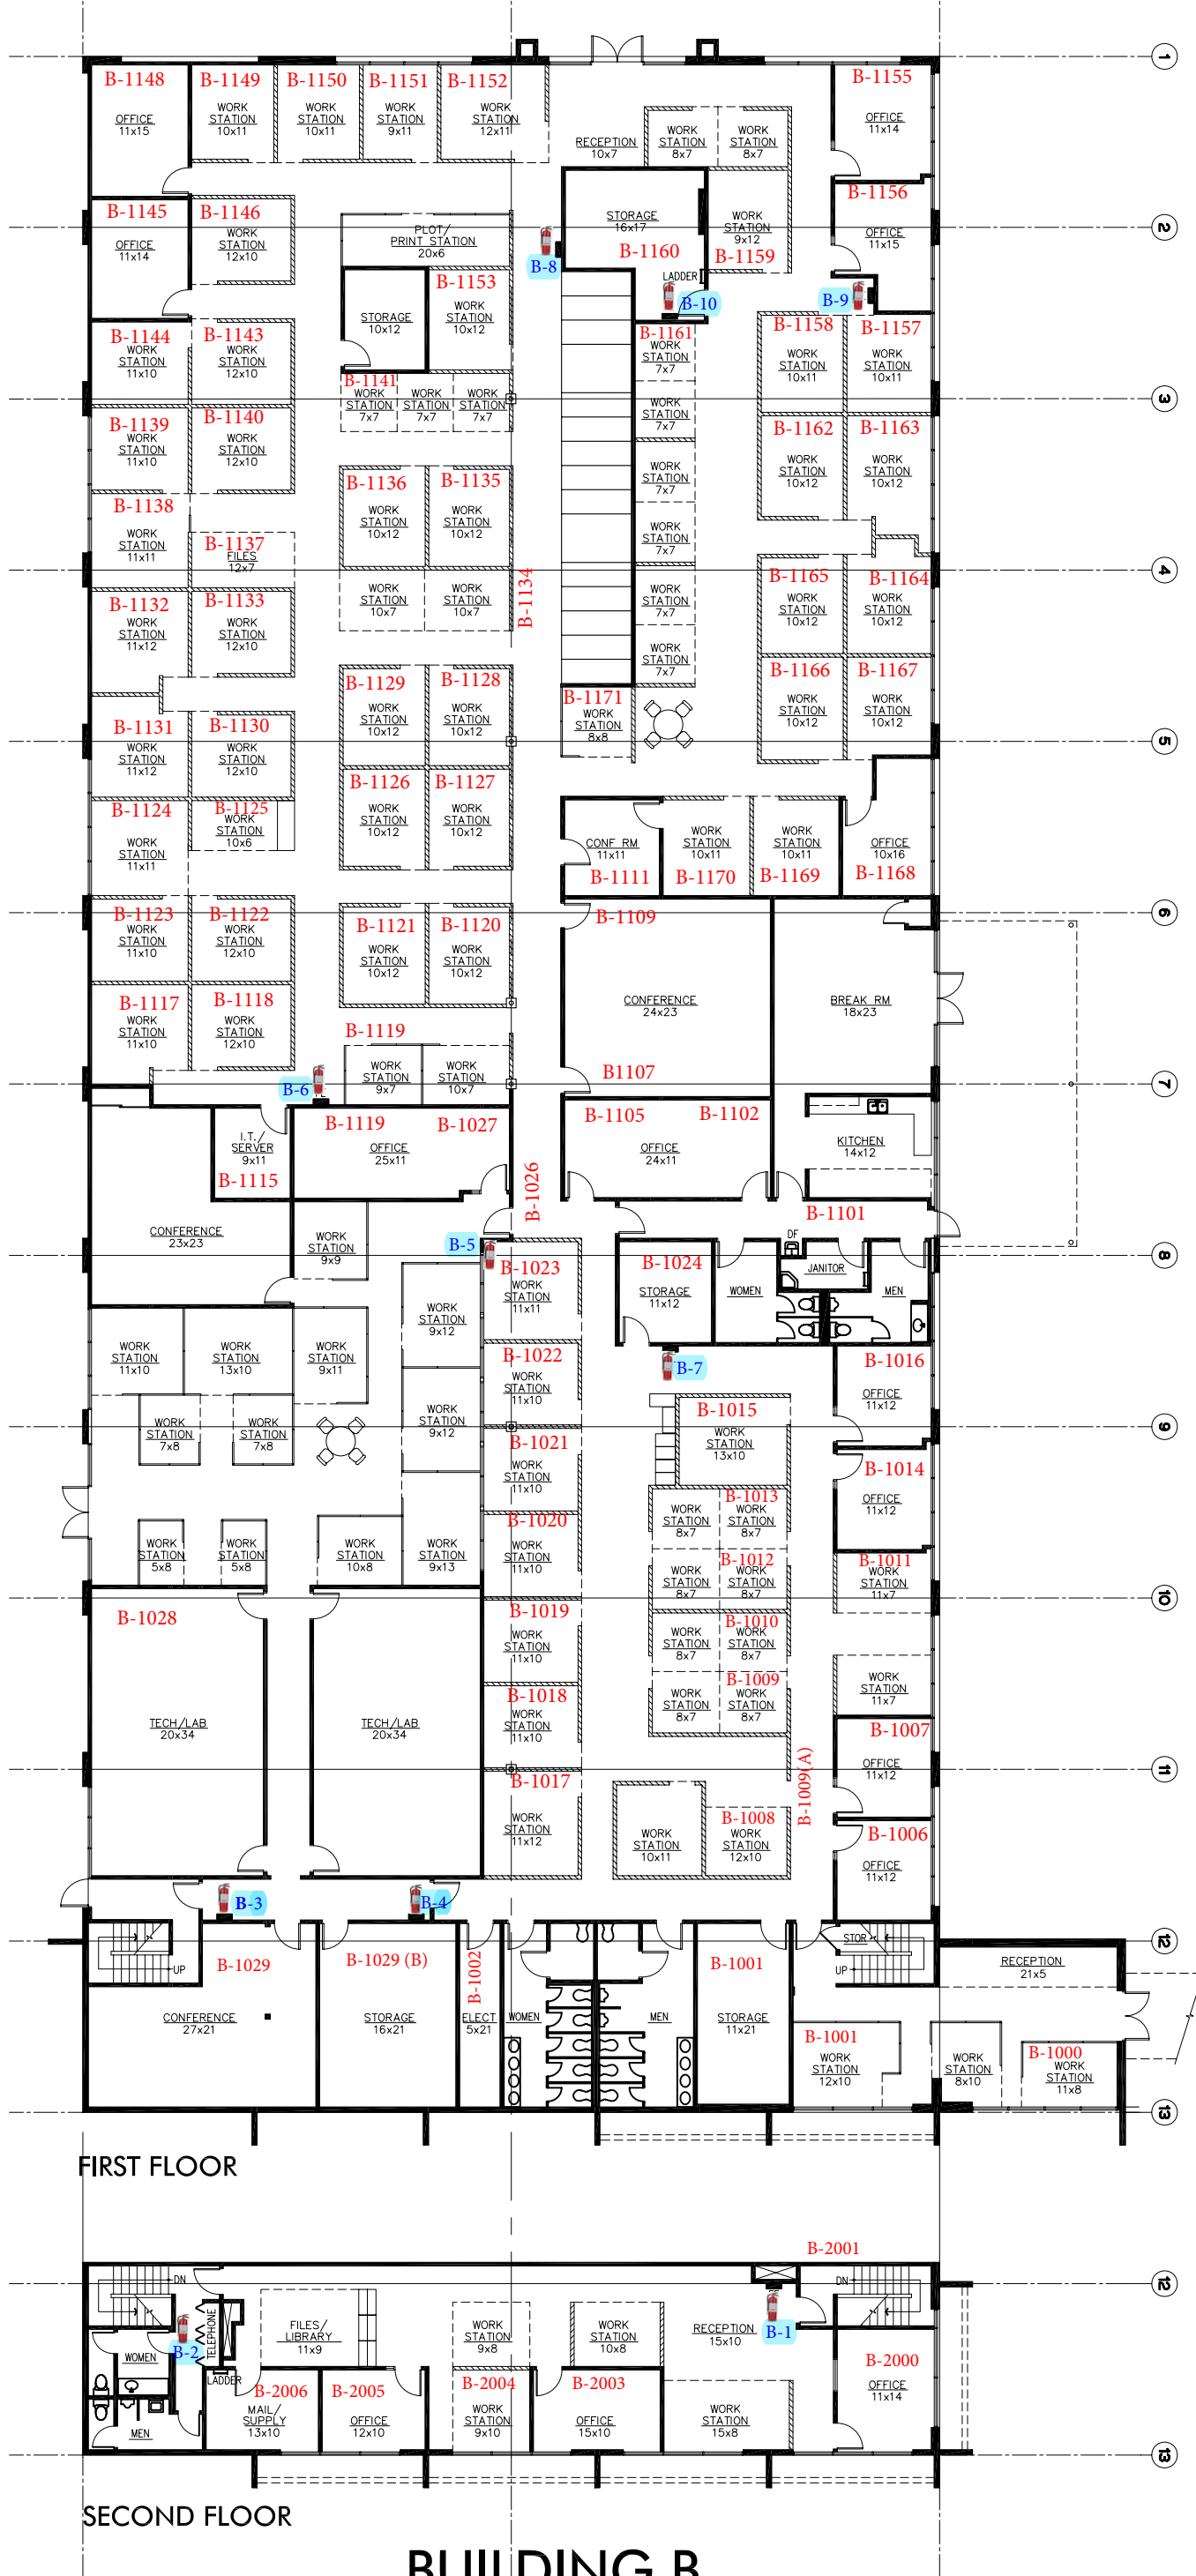 1
B-1148
B-1149
B-1150
B-1151
B-1152
B-1155
OFFICE
11x15
WORK
STATION
10x11
WORK
STATION
10x11
WORK
STATION
9x11
WORK
STATION
12x11
RECEPTION
10x7
WORK
STATION
8x7
WORK
STATION
8x7
OFFICE
11x14
B-1145
OFFICE
11x14
B-1146
WORK
STATION
12x10
PLOT/
PRINT STATION
20x6
B-8
STORAGE
16x17
B-1160
LADDER
B-10
WORK
STATION
9x12
B-1159
B-1156
OFFICE
11x15
B-9
2
B-1153
WORK
STATION
10x12
STORAGE
10x12
B-1144
WORK
STATION
11x10
B-1143
WORK
STATION
12x10
B-1161
WORK
STATION
7x7
B-1158
WORK
STATION
10x11
B-1157
WORK
STATION
10x11
B-1141
WORK
STATION
7x7
WORK
STATION
7x7
WORK
STATION
7x7
WORK
STATION
7x7
3
B-1139
WORK
STATION
11x10
B-1140
WORK
STATION
12x10
B-1162
WORK
STATION
10x12
B-1163
WORK
STATION
10x12
B-1136
WORK
STATION
10x12
B-1135
WORK
STATION
10x12
WORK
STATION
7x7
WORK
STATION
7x7
B-1138
WORK
STATION
11x11
B-1137
FILES
12x7
4
B-1132
WORK
STATION
11x12
B-1133
WORK
STATION
12x10
WORK
STATION
10x7
WORK
STATION
10x7
B-1134
WORK
STATION
7x7
WORK
STATION
7x7
B-1165
WORK
STATION
10x12
B-1164
WORK
STATION
10x12
B-1129
WORK
STATION
10x12
B-1128
WORK
STATION
10x12
B-1171
WORK
STATION
8x8
B-1166
WORK
STATION
10x12
B-1167
WORK
STATION
10x12
B-1131
WORK
STATION
11x12
B-1130
WORK
STATION
12x10
5
B-1126
WORK
STATION
10x12
B-1127
WORK
STATION
10x12
B-1124
WORK
STATION
11x11
B-1125
WORK
STATION
10x6
CONF RM
11x11
B-1111
WORK
STATION
10x11
B-1170
WORK
STATION
10x11
B-1169
OFFICE
10x16
B-1168
6
B-1123
WORK
STATION
11x10
B-1122
WORK
STATION
12x10
B-1121
WORK
STATION
10x12
B-1120
WORK
STATION
10x12
B-1109
CONFERENCE
24x23
B1107
BREAK RM
18x23
B-1117
WORK
STATION
11x10
B-1118
WORK
STATION
12x10
B-1119
WORK
STATION
9x7
WORK
STATION
10x7
B-6
7
I.T./
SERVER
9x11
B-1115
B-1119
B-1027
OFFICE
25x11
B-1026
B-1105
B-1102
OFFICE
24x11
KITCHEN
14x12
B-1101
CONFERENCE
23x23
WORK
STATION
9x9
B-5
B-1023
WORK
STATION
11x11
B-1024
STORAGE
11x12
WOMEN
DF
JANITOR
MEN
8
WORK
STATION
9x12
WORK
STATION
11x10
WORK
STATION
13x10
WORK
STATION
9x11
B-1022
WORK
STATION
11x10
B-7
B-1016
OFFICE
11x12
WORK
STATION
7x8
WORK
STATION
7x8
WORK
STATION
9x12
B-1015
WORK
STATION
13x10
9
B-1021
WORK
STATION
11x10
B-1014
OFFICE
11x12
WORK
STATION
5x8
WORK
STATION
5x8
WORK
STATION
10x8
WORK
STATION
9x13
B-1020
WORK
STATION
11x10
WORK
STATION
8x7
B-1013
WORK
STATION
8x7
WORK
STATION
8x7
B-1012
WORK
STATION
8x7
B-1011
WORK
STATION
11x7
10
B-1028
TECH/LAB
20x34
TECH/LAB
20x34
B-1019
WORK
STATION
11x10
WORK
STATION
8x7
B-1010
WORK
STATION
8x7
WORK
STATION
8x7
B-1009
WORK
STATION
8x7
WORK
STATION
11x7
B-1018
WORK
STATION
11x10
B-1007
OFFICE
11x12
11
B-1017
WORK
STATION
11x12
WORK
STATION
10x11
B-1008
WORK
STATION
12x10
B-1009(A)
B-1006
OFFICE
11x12
B-3
B-4
12
UP
B-1029
CONFERENCE
27x21
B-1029 (B)
STORAGE
16x21
B-1002
ELECT
5x21
WOMEN
MEN
B-1001
STORAGE
11x21
STOR
UP
RECEPTION
21x5
B-1001
WORK
STATION
12x10
WORK
STATION
8x10
B-1000
WORK
STATION
11x8
13
FIRST FLOOR
B-2001
12
DN
DN
B-2
TELEPHONE
FILES/
LIBRARY
11x9
WORK
STATION
9x8
WORK
STATION
10x8
RECEPTION
15x10
B-1
WOMEN
LADDER
MEN
B-2006
MAIL/
SUPPLY
13x10
B-2005
OFFICE
12x10
B-2004
WORK
STATION
9x10
B-2003
OFFICE
15x10
WORK
STATION
15x8
B-2000
OFFICE
11x14
13
SECOND FLOOR
BUILDING B